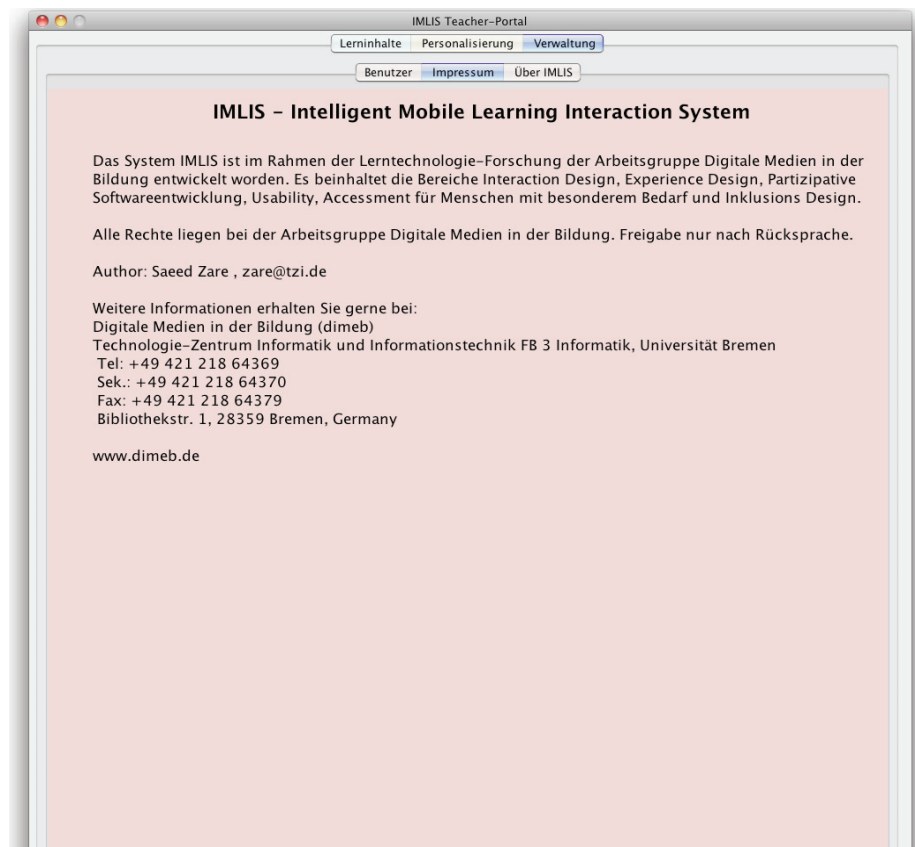 IMLIS Teacher-Portal
Lerninhalte Personalisierung Verwaltung
Benutzer Impressum Über IMLIS
IMLIS – Intelligent Mobile Learning Interaction System
Das System IMLIS ist im Rahmen der Lerntechnologie-Forschung der Arbeitsgruppe Digitale Medien in der
Bildung entwickelt worden. Es beinhaltet die Bereiche Interaction Design, Experience Design, Partizipative
Softwareentwicklung, Usability, Accessment für Menschen mit besonderem Bedarf und Inklusions Design.
Alle Rechte liegen bei der Arbeitsgruppe Digitale Medien in der Bildung. Freigabe nur nach Rücksprache.
Author: Saeed Zare , zare@tzi.de
Weitere Informationen erhalten Sie gerne bei:
Digitale Medien in der Bildung (dimeb)
Technologie-Zentrum Informatik und Informationstechnik FB 3 Informatik, Universität Bremen
Tel: +49 421 218 64369
Sek.: +49 421 218 64370
Fax: +49 421 218 64379
Bibliothekstr. 1, 28359 Bremen, Germany
www.dimeb.de